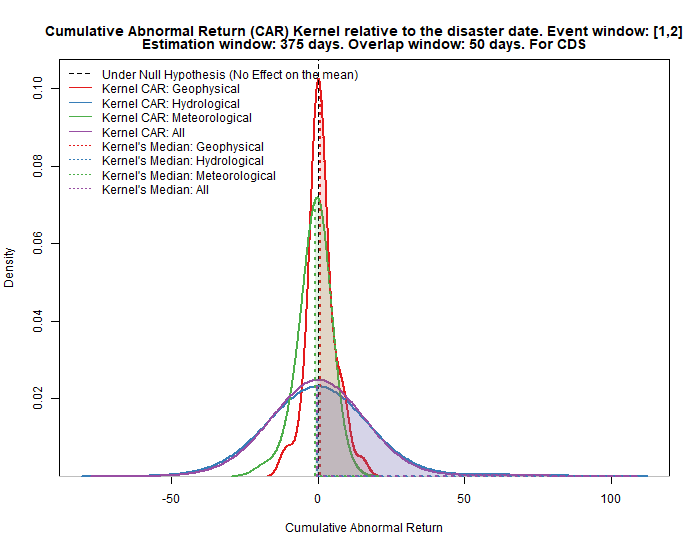 Cumulative Abnormal Return (CAR) Kernel relative to the disaster date. Event window: [1,2]
Estimation window: 375 days. Overlap window: 50 days. For CDS
Under Null Hypothesis (No Effect on the mean)
Kernel CAR: Geophysical
Kernel CAR: Hydrological
Kernel CAR: Meteorological
Kernel CAR: All
Kernel's Median: Geophysical
Kernel's Median: Hydrological
Kernel's Median: Meteorological
Kernel's Median: All
Density
0.10
0.08
0.06
0.04
0.02
-50
0
50
100
Cumulative Abnormal Return